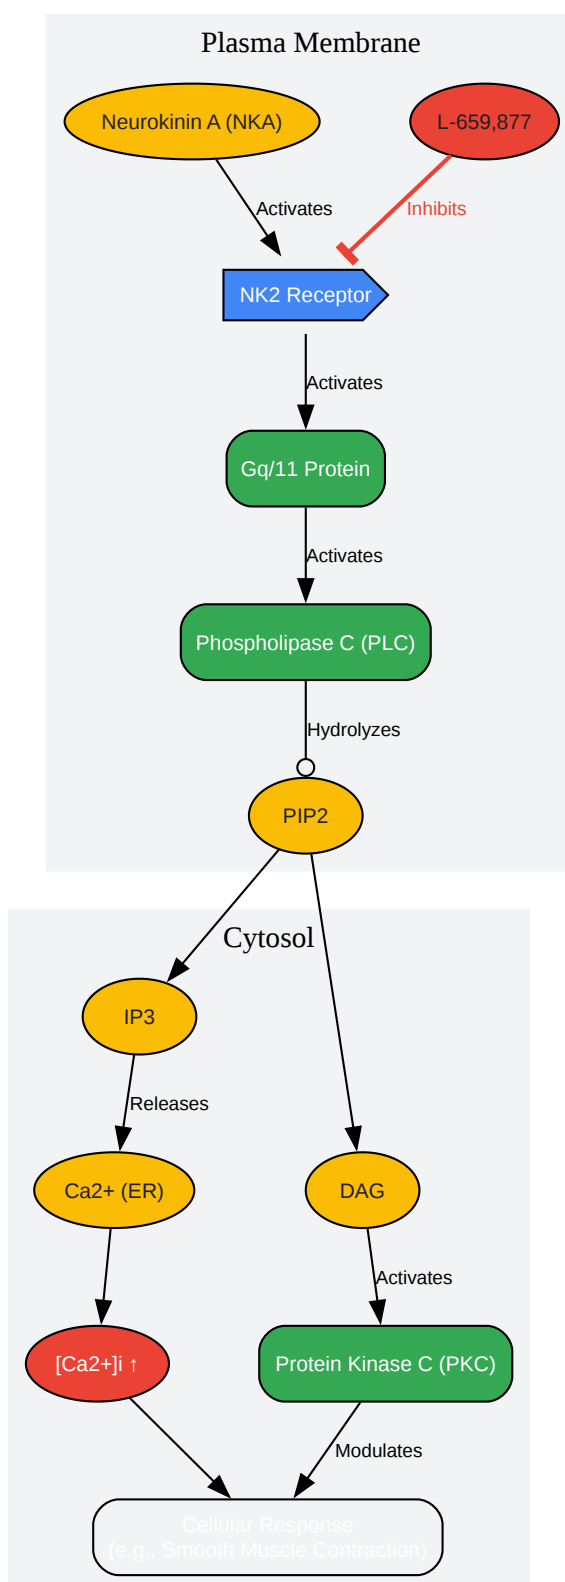 Plasma Membrane
Neurokinin A (NKA)
L-659,877
Activates
Inhibits
NK2 Receptor
Activates
Gq/11 Protein
Activates
Phospholipase C (PLC)
Hydrolyzes
PIP2
Cytosol
IP3
Releases
Ca2+ (ER)
DAG
Activates
[Ca2+]i ↑
Protein Kinase C (PKC)
Modulates
Cellular Response
(e.g., Smooth Muscle Contraction)